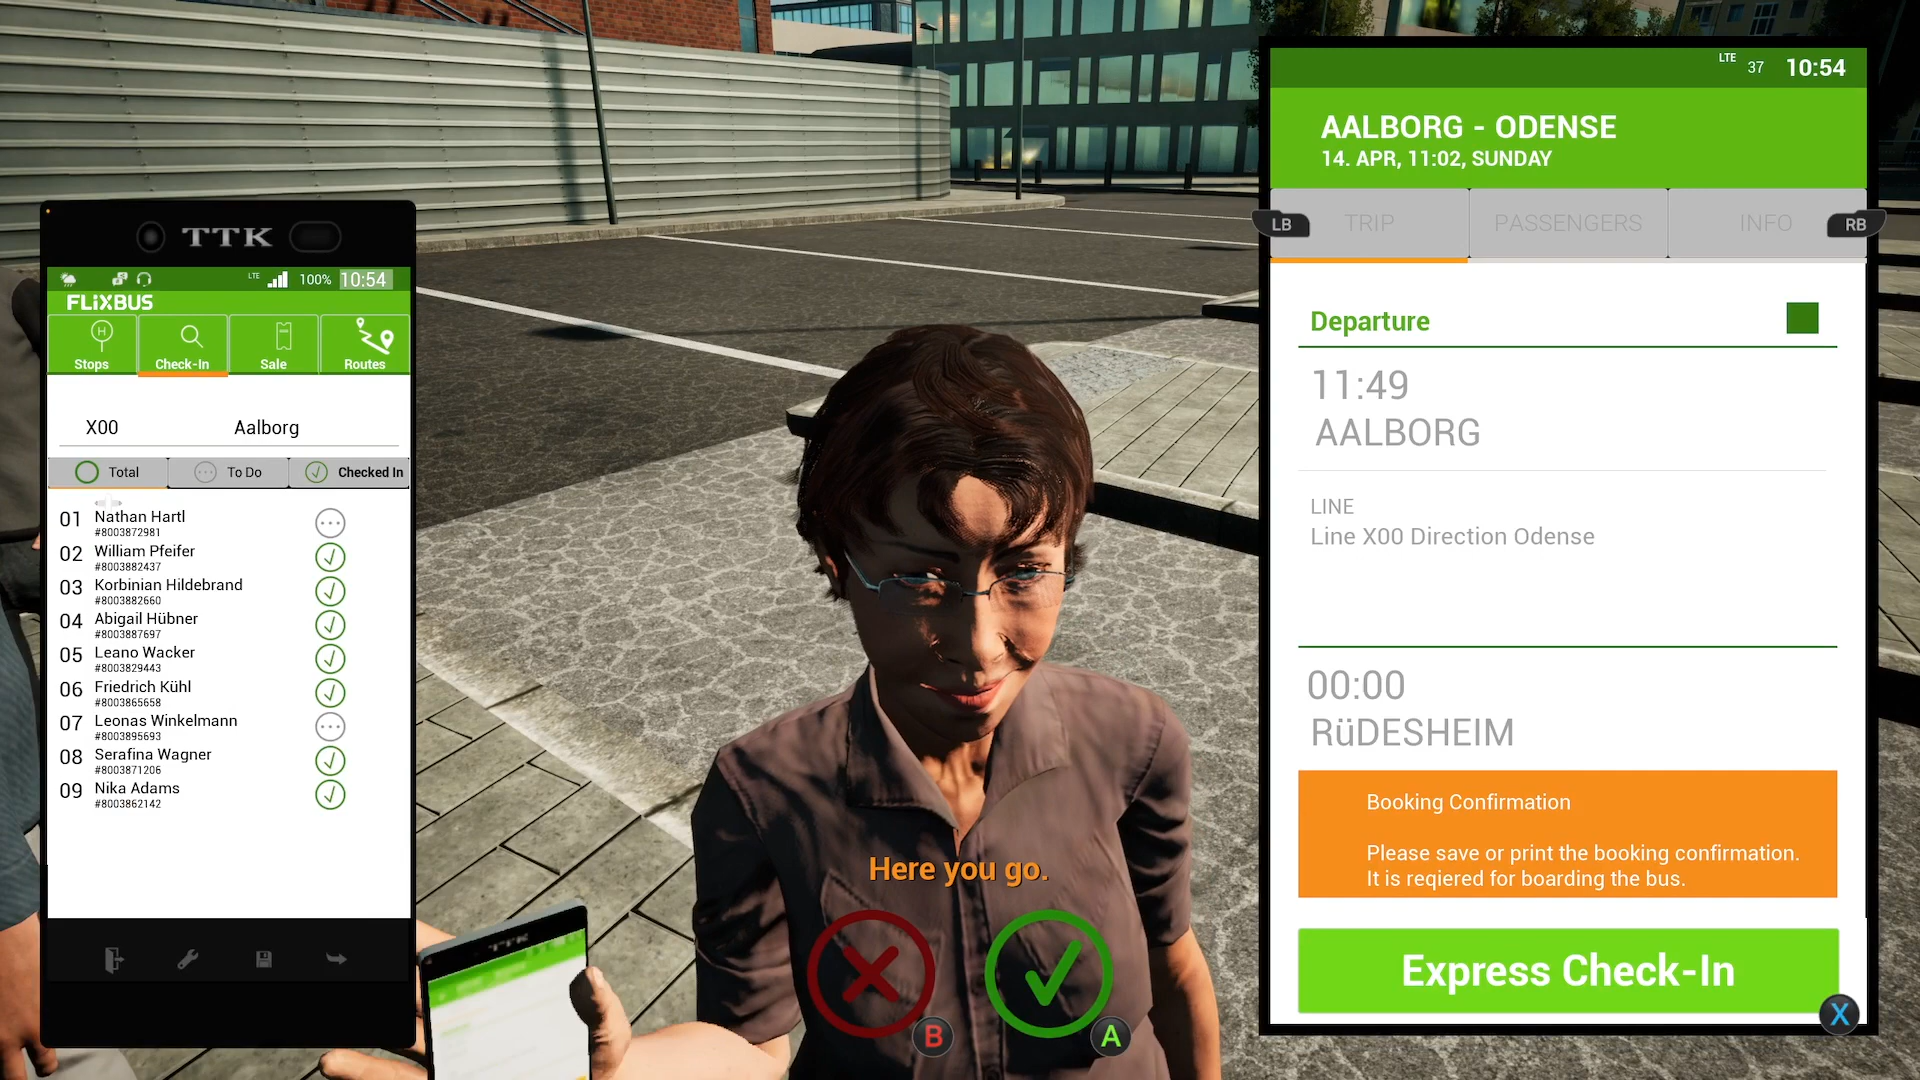 TTK
LTE 100% 10:54
FLiXBUS
Stops Check-In Sale Routes
X00 Aalborg
Total To Do Checked In
01 Nathan Hartl
#8003872981
02 William Pfeifer
#8003882437
03 Korbinian Hildebrand
#8003882660
04 Abigail Hübner
#8003887697
05 Leano Wacker
#8003829443
06 Friedrich Kühl
#8003865658
07 Leonas Winkelmann
#8003895693
08 Serafina Wagner
#8003871206
09 Nika Adams
#8003862142
TTK
Here you go.
B A
LTE 37 10:54
AALBORG - ODENSE
14. APR, 11:02, SUNDAY
LB TRIP PASSENGERS INFO RB
Departure
11:49
AALBORG
LINE
Line X00 Direction Odense
00:00
RüDESHEIM
Booking Confirmation
Please save or print the booking confirmation.
It is reqiered for boarding the bus.
Express Check-In
X